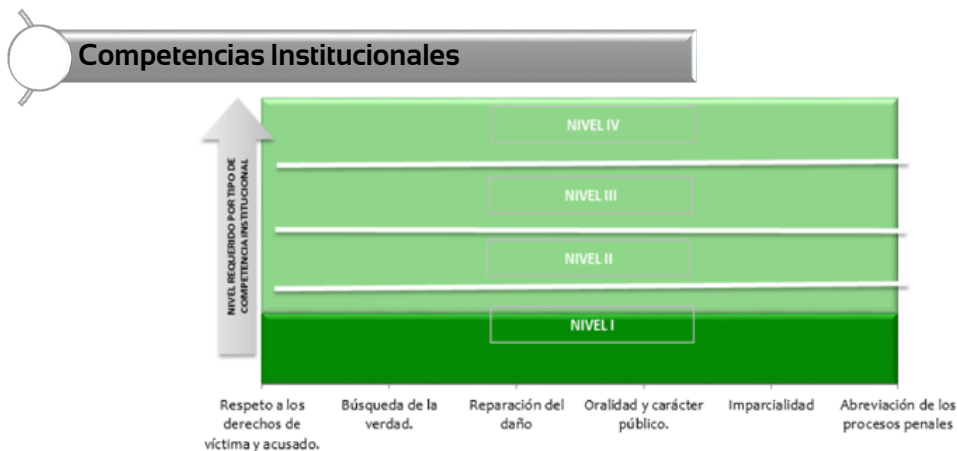 Competencias Institucionales
NIVEL REQUERIDO POR TIPO DE
COMPETENCIA INSTITUCIONAL
NIVEL IV
NIVEL III
NIVEL II
NIVEL I
Respeto a los
derechos de
víctima y acusado.
Búsqueda de la
verdad.
Reparación del
daño
Oralidad y carácter
público.
Imparcialidad
Abreviación de los
procesos penales